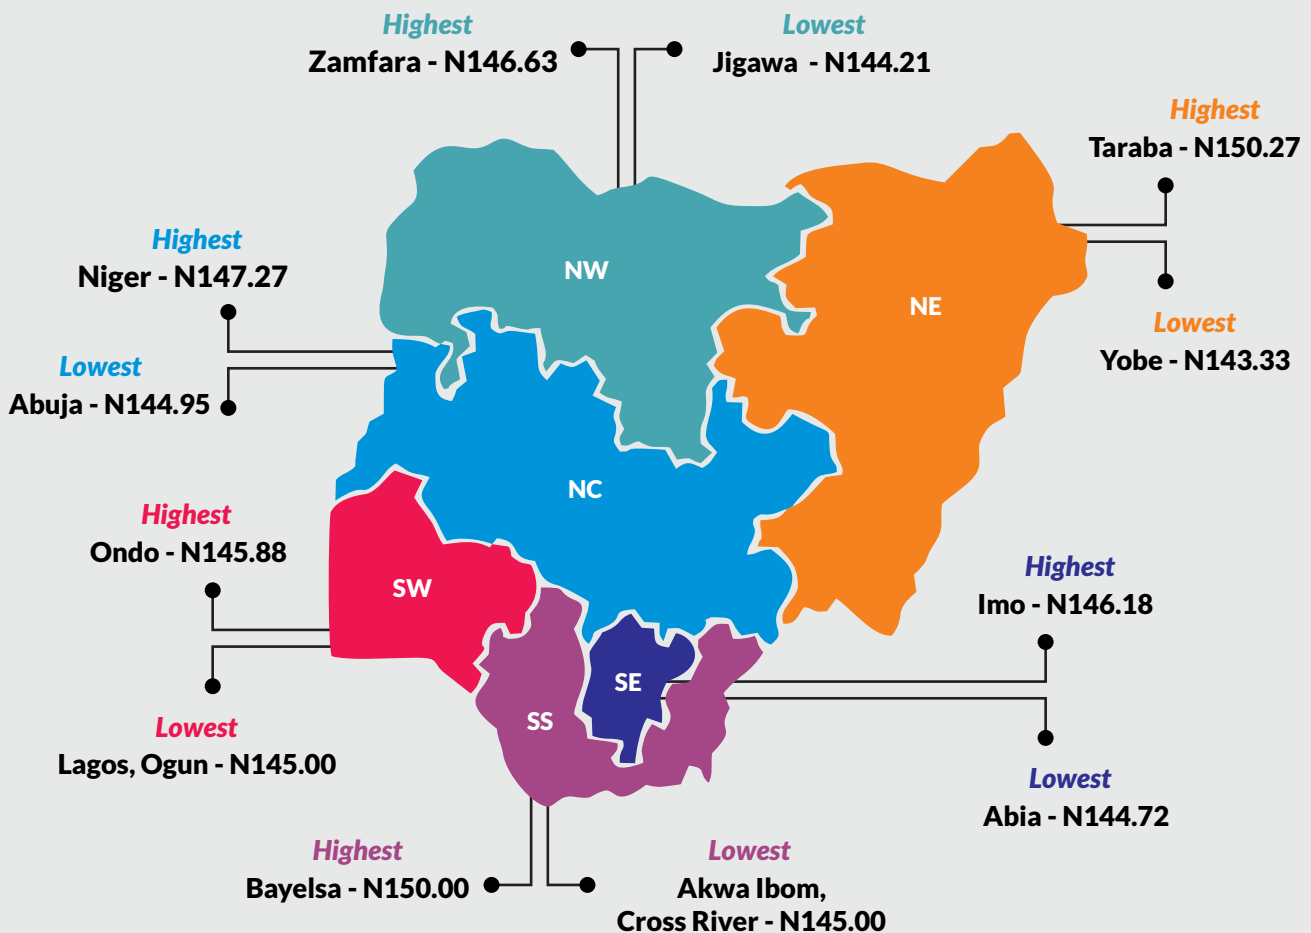 Highest
Zamfara - N146.63
Lowest
Jigawa - N144.21
Highest
Taraba - N150.27
Lowest
Yobe - N143.33
Highest
Niger - N147.27
Lowest
Abuja - N144.95
NW
NE
NC
SW
SE
SS
Highest
Ondo - N145.88
Lowest
Lagos, Ogun - N145.00
Highest
Imo - N146.18
Lowest
Abia - N144.72
Highest
Bayelsa - N150.00
Lowest
Akwa Ibom,
Cross River - N145.00